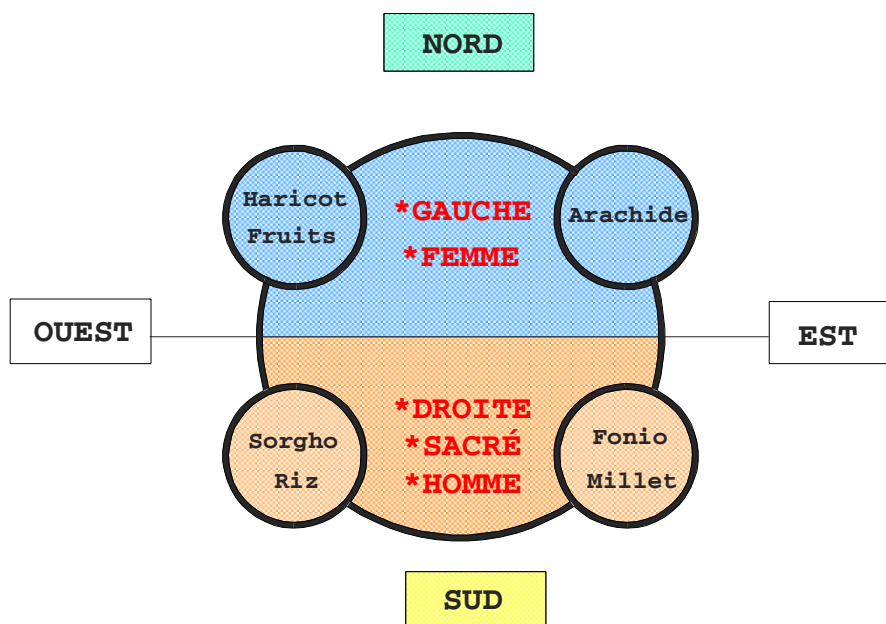 NORD
Haricot
Fruits
*GAUCHE
*FEMME
Arachide
OUEST
EST
*DROITE
*SACRÉ
*HOMME
Sorgho
Riz
Fonio
Millet
SUD